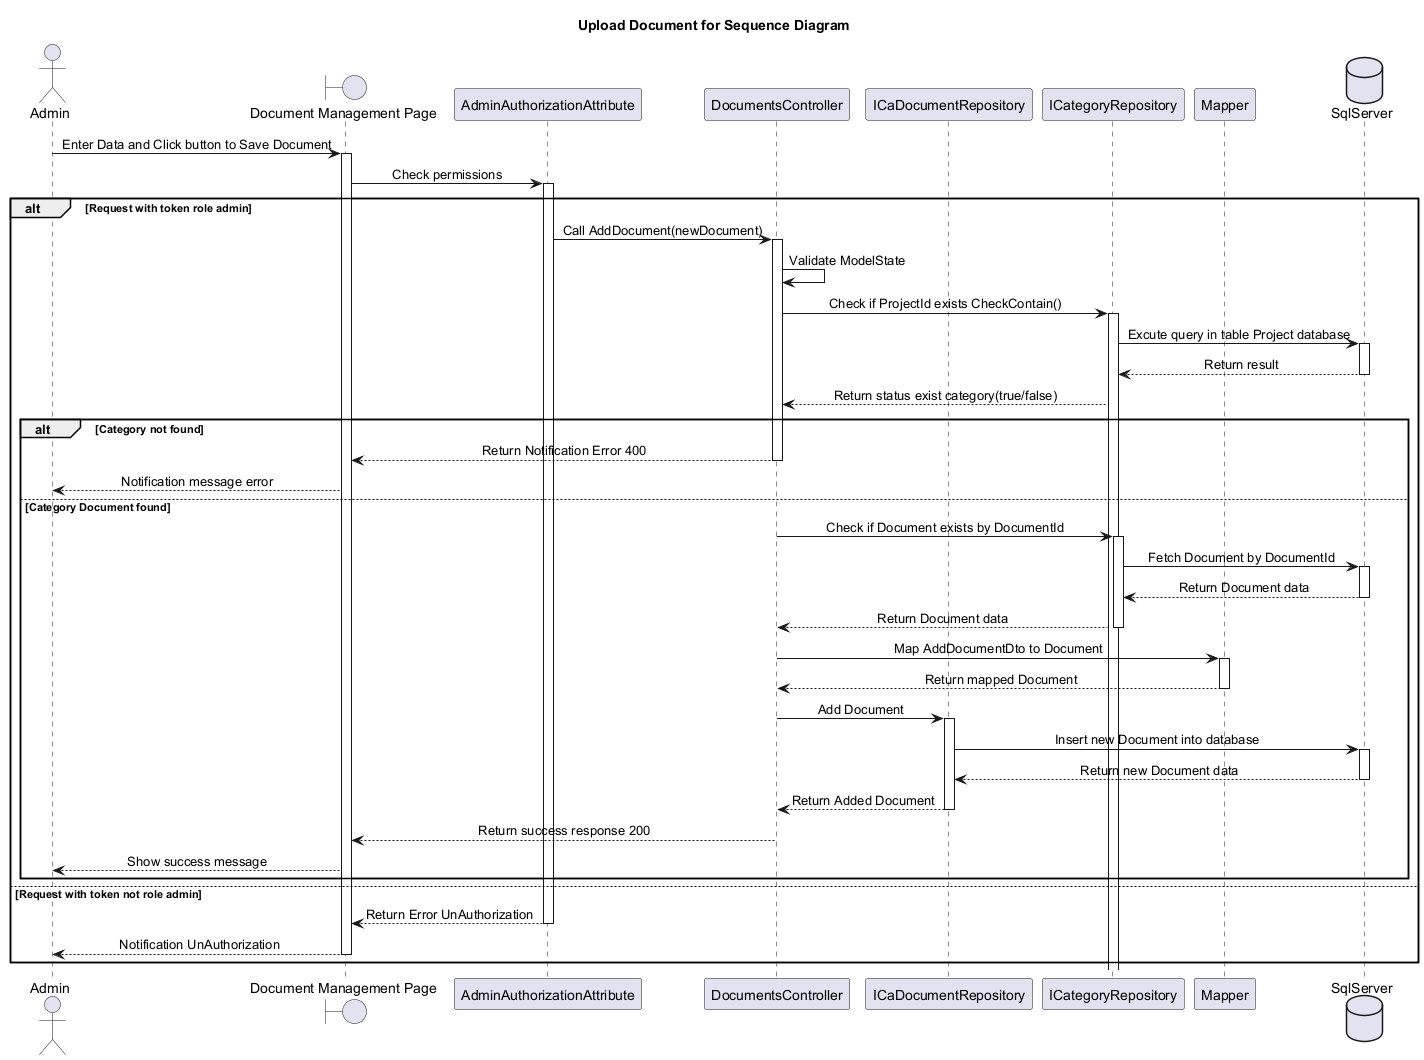 Upload Document for Sequence Diagram
Admin
Document Management Page
AdminAuthorizationAttribute
DocumentsController
ICaDocumentRepository
ICategoryRepository
Mapper
SqlServer
Enter Data and Click button to Save Document
Check permissions
alt
[Request with token role admin]
Call AddDocument(newDocument)
Validate ModelState
Check if ProjectId exists CheckContain()
Excute query in table Project database
Return result
Return status exist category(true/false)
alt
[Category not found]
Return Notification Error 400
Notification message error
[Category Document found]
Check if Document exists by DocumentId
Fetch Document by DocumentId
Return Document data
Return Document data
Map AddDocumentDto to Document
Return mapped Document
Add Document
Insert new Document into database
Return new Document data
Return Added Document
Return success response 200
Show success message
[Request with token not role admin]
Return Error UnAuthorization
Notification UnAuthorization
Admin
Document Management Page
AdminAuthorizationAttribute
DocumentsController
ICaDocumentRepository
ICategoryRepository
Mapper
SqlServer